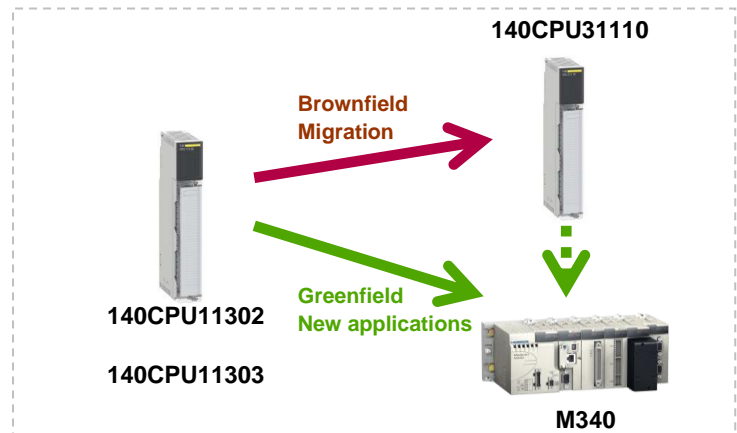 140CPU31110
Brownfield
Migration
140CPU11302
140CPU11303
Greenfield
New applications
M340